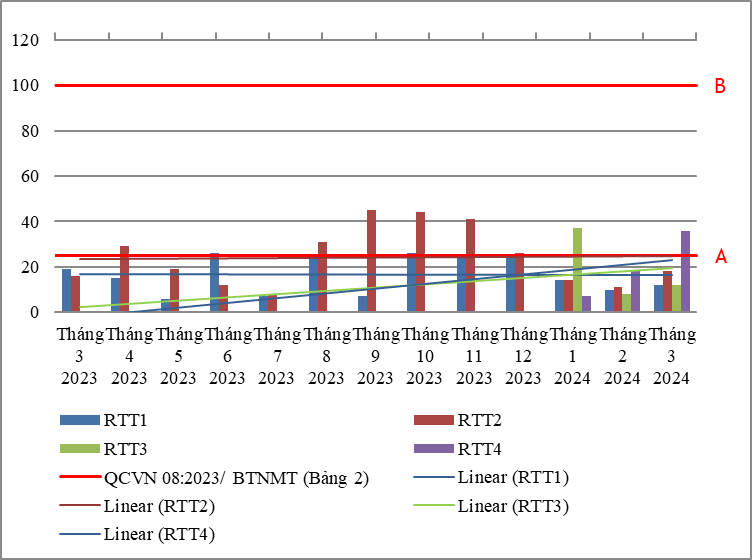 120
100
B
80
60
40
A
20
0
Tháng Tháng Tháng Tháng Tháng Tháng Tháng Tháng Tháng Tháng Tháng Tháng Tháng
3 4 5 6 7 8 9 10 11 12 1 2 3
2023 2023 2023 2023 2023 2023 2023 2023 2023 2023 2024 2024 2024
RTT1 RTT2
RTT3 RTT4
QCVN 08:2023/ BTNMT (Bảng 2) Linear (RTT1)
Linear (RTT2) Linear (RTT3)
Linear (RTT4)